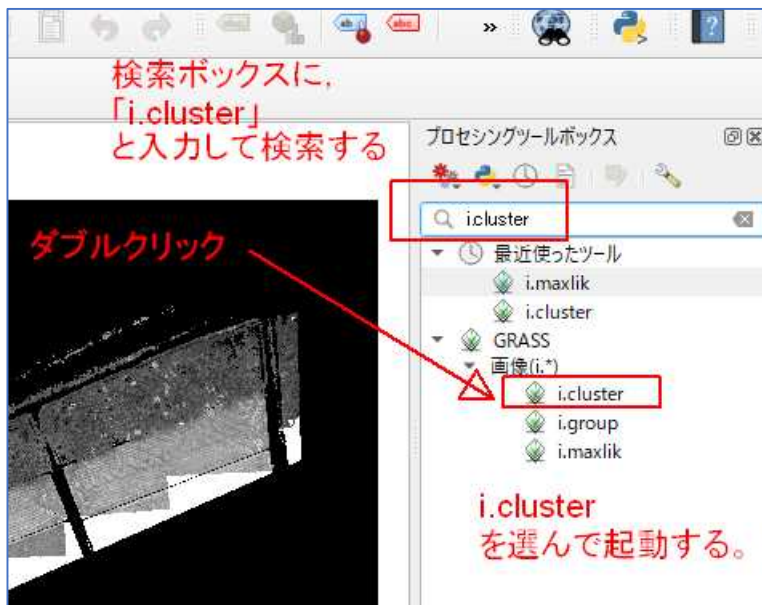 abc
検索ボックスに，
「i.cluster」
と入力して検索する
プロセシングツールボックス
i.cluster
ダブルクリック
最近使ったツール
i.maxlik
i.cluster
GRASS
画像(i.*)
i.cluster
i.group
i.maxlik
i.cluster
を選んで起動する。